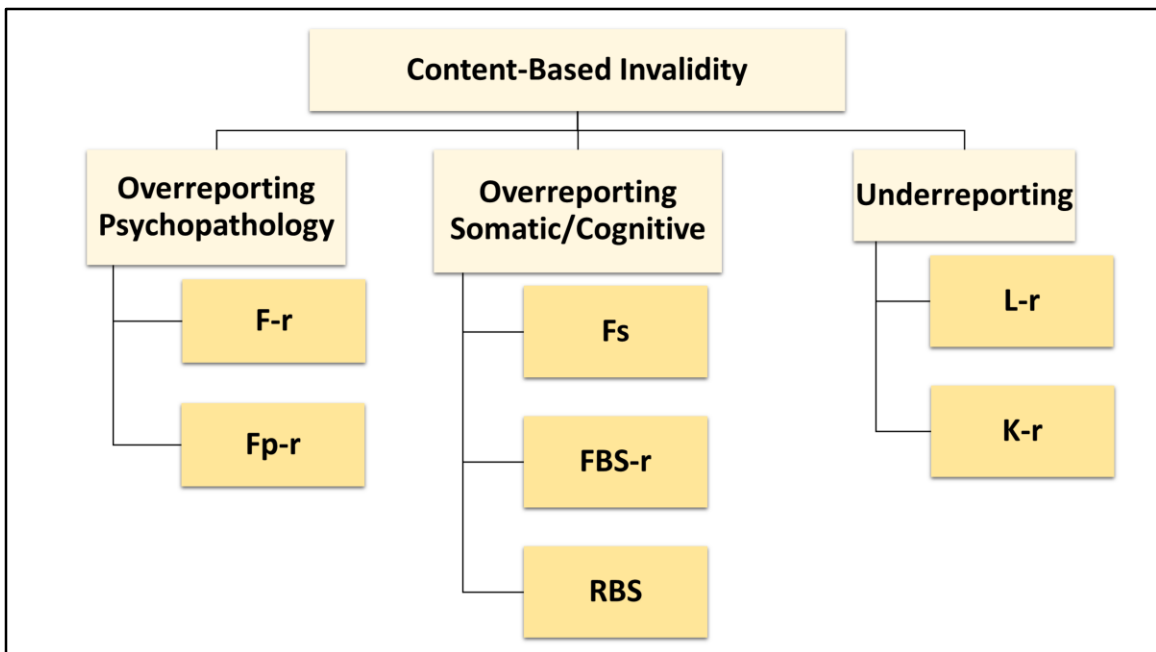 Content-Based Invalidity
Overreporting
Psychopathology
F-r
Fp-r
Overreporting
Somatic/Cognitive
Fs
FBS-r
RBS
Underreporting
L-r
K-r